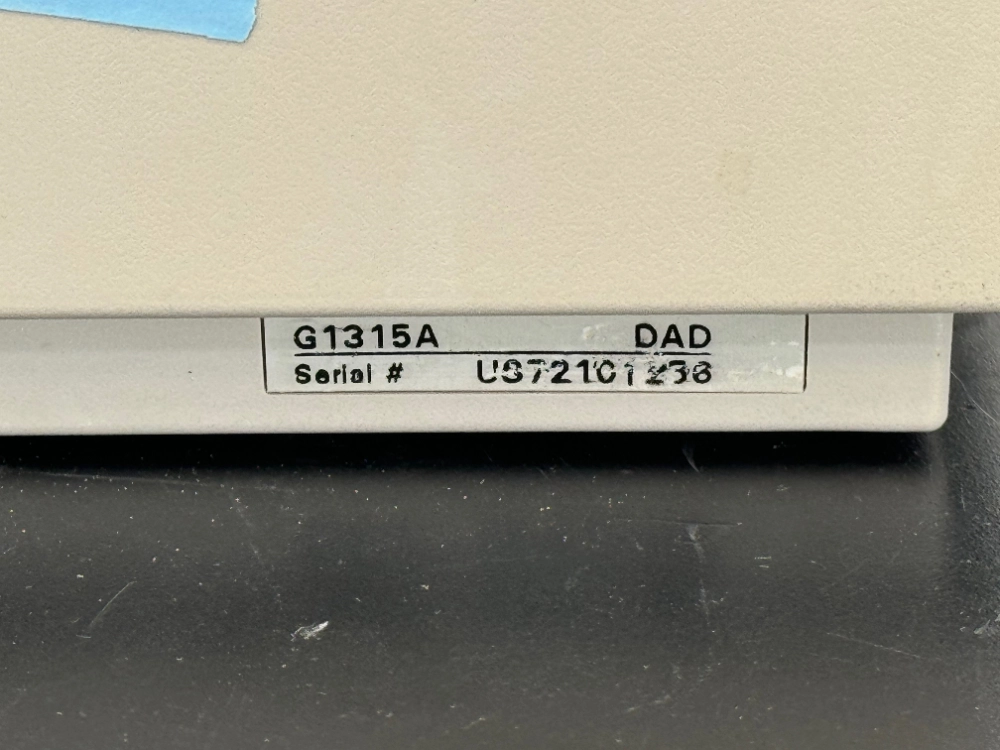 G1315A DAD
Serial #